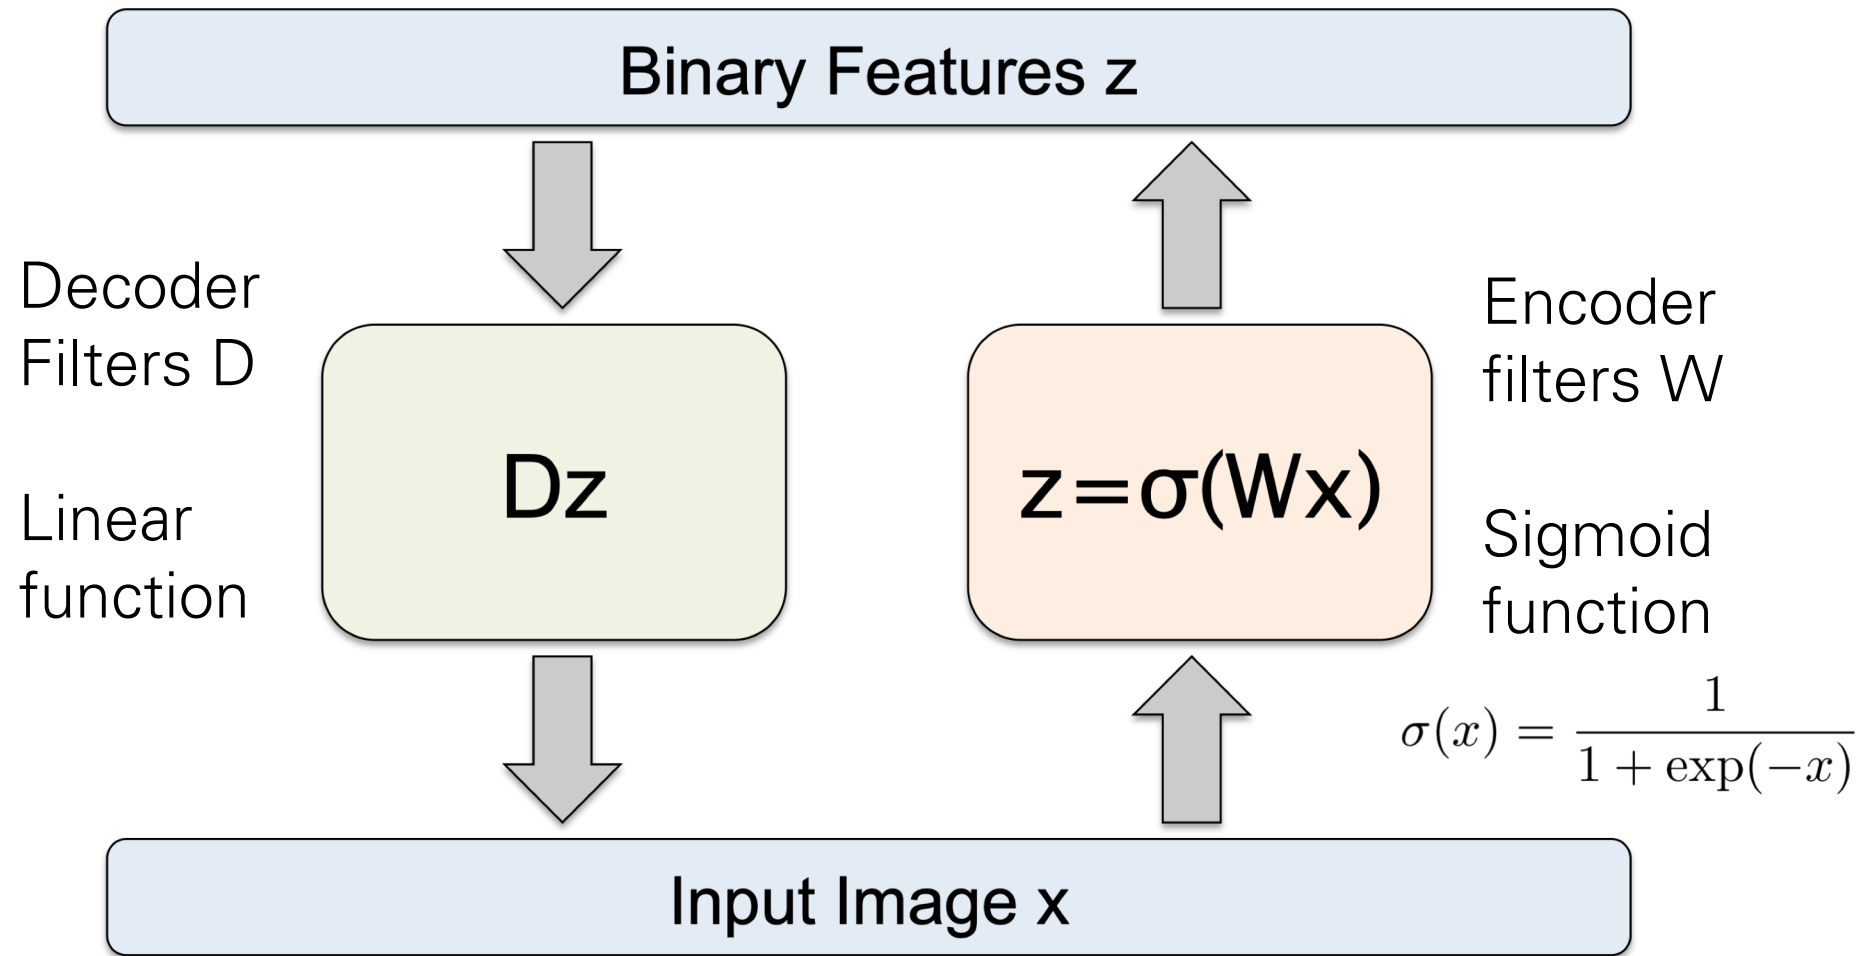 Binary Features z
Decoder
Filters D
Linear
function
Dz
z=σ(Wx)
Encoder
filters W
Sigmoid
function
σ(x) = 1 / (1 + exp(−x))
Input Image x